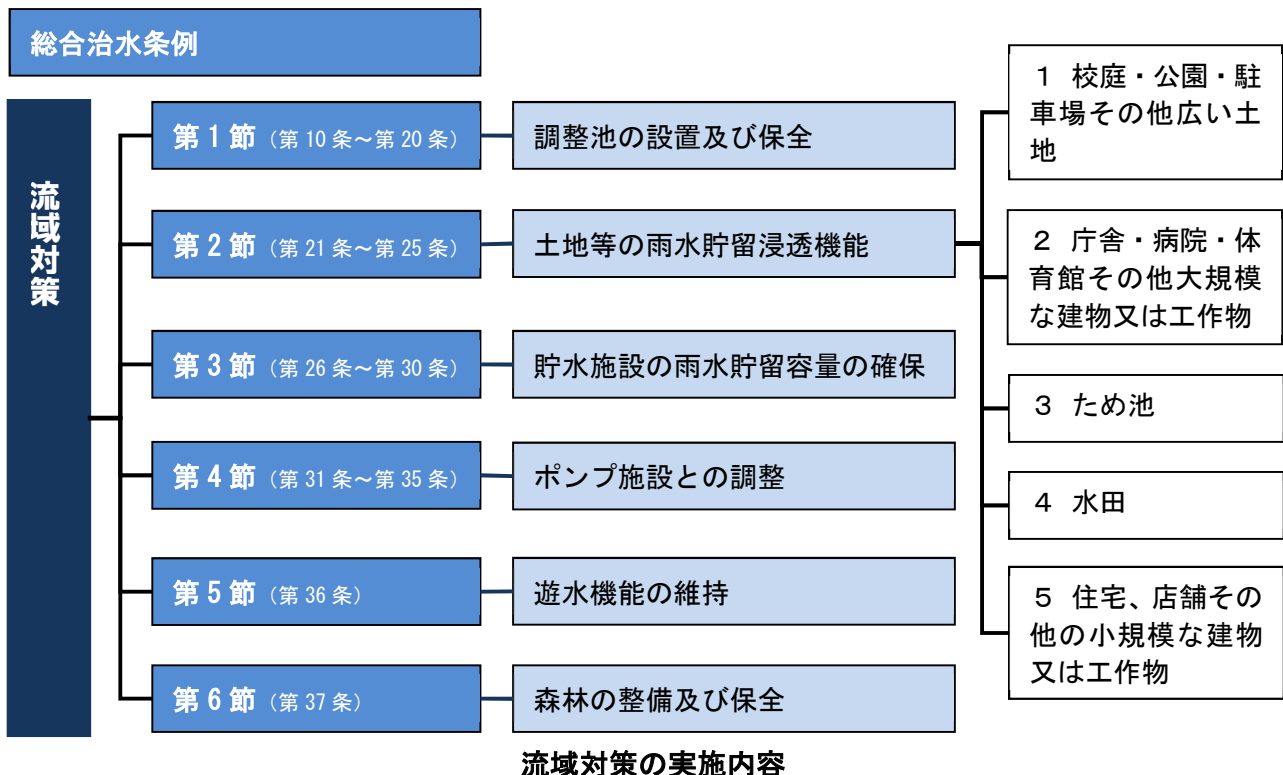 総合治水条例
流域対策
第1節（第10条～第20条）
調整池の設置及び保全
第2節（第21条～第25条）
土地等の雨水貯留浸透機能
第3節（第26条～第30条）
貯水施設の雨水貯留容量の確保
第4節（第31条～第35条）
ポンプ施設との調整
第5節（第36条）
遊水機能の維持
第6節（第37条）
森林の整備及び保全
１ 校庭・公園・駐
車場その他広い土
地
２ 庁舎・病院・体
育館その他大規模
な建物又は工作物
３ ため池
４ 水田
５ 住宅、店舗その
他の小規模な建物
又は工作物
流域対策の実施内容